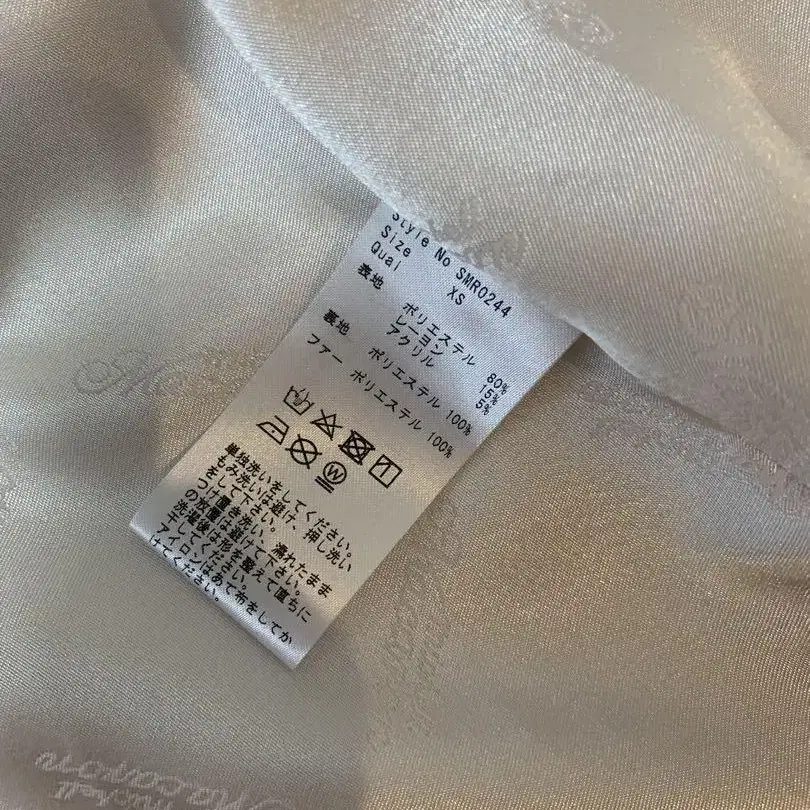 Style No SMR0244
Size XS
Qual
表地 ポリエステル 80%
レーヨン 15%
アクリル 5%
裏地 ポリエステル 100%
ファー ポリエステル 100%
W
単独洗いをしてください。
もみ洗いは避け、押し洗い
をして下さい。
つけ置き洗い、濡れたまま
の放置は避けて下さい。
洗濯後は形を整えて直ちに
干してください。
アイロンはあて布をしてか
けてください。
michell
Macaron